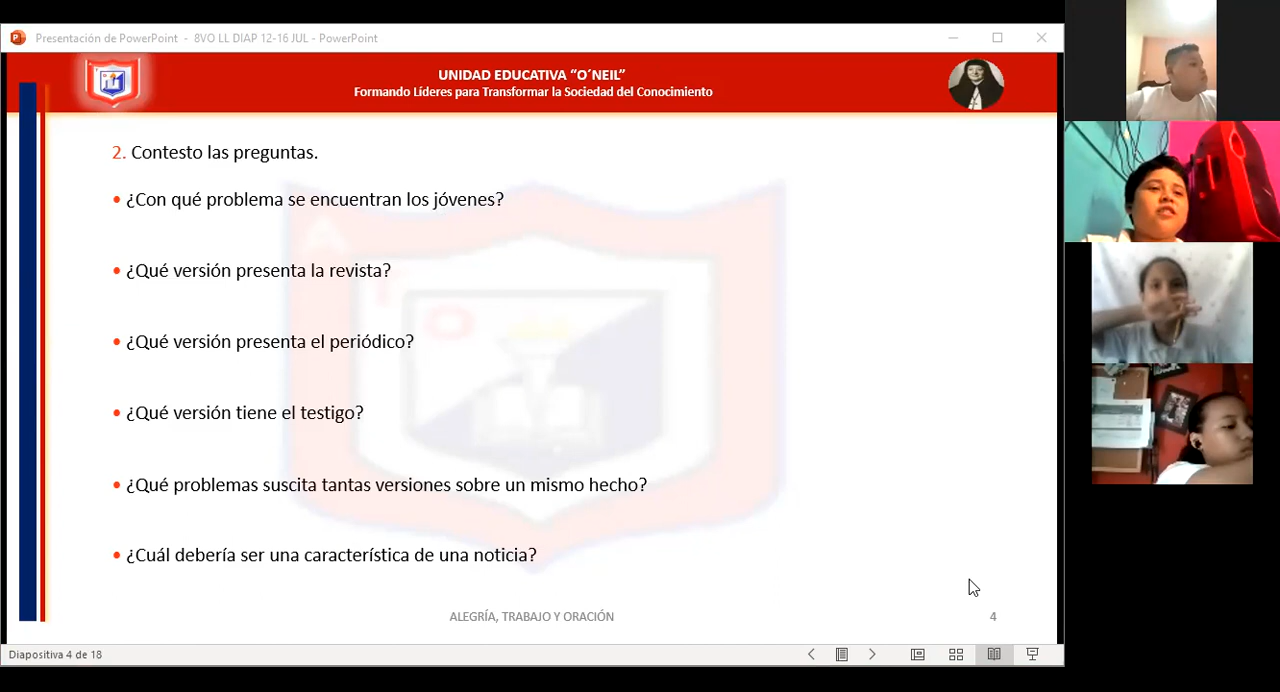 Presentación de PowerPoint - 8VO LL DIAP 12-16 JUL - PowerPoint
UNIDAD EDUCATIVA "O´NEIL"
Formando Líderes para Transformar la Sociedad del Conocimiento
2. Contesto las preguntas.
• ¿Con qué problema se encuentran los jóvenes?
• ¿Qué versión presenta la revista?
• ¿Qué versión presenta el periódico?
• ¿Qué versión tiene el testigo?
• ¿Qué problemas suscita tantas versiones sobre un mismo hecho?
• ¿Cuál debería ser una característica de una noticia?
ALEGRÍA, TRABAJO Y ORACIÓN
4
Diapositiva 4 de 18